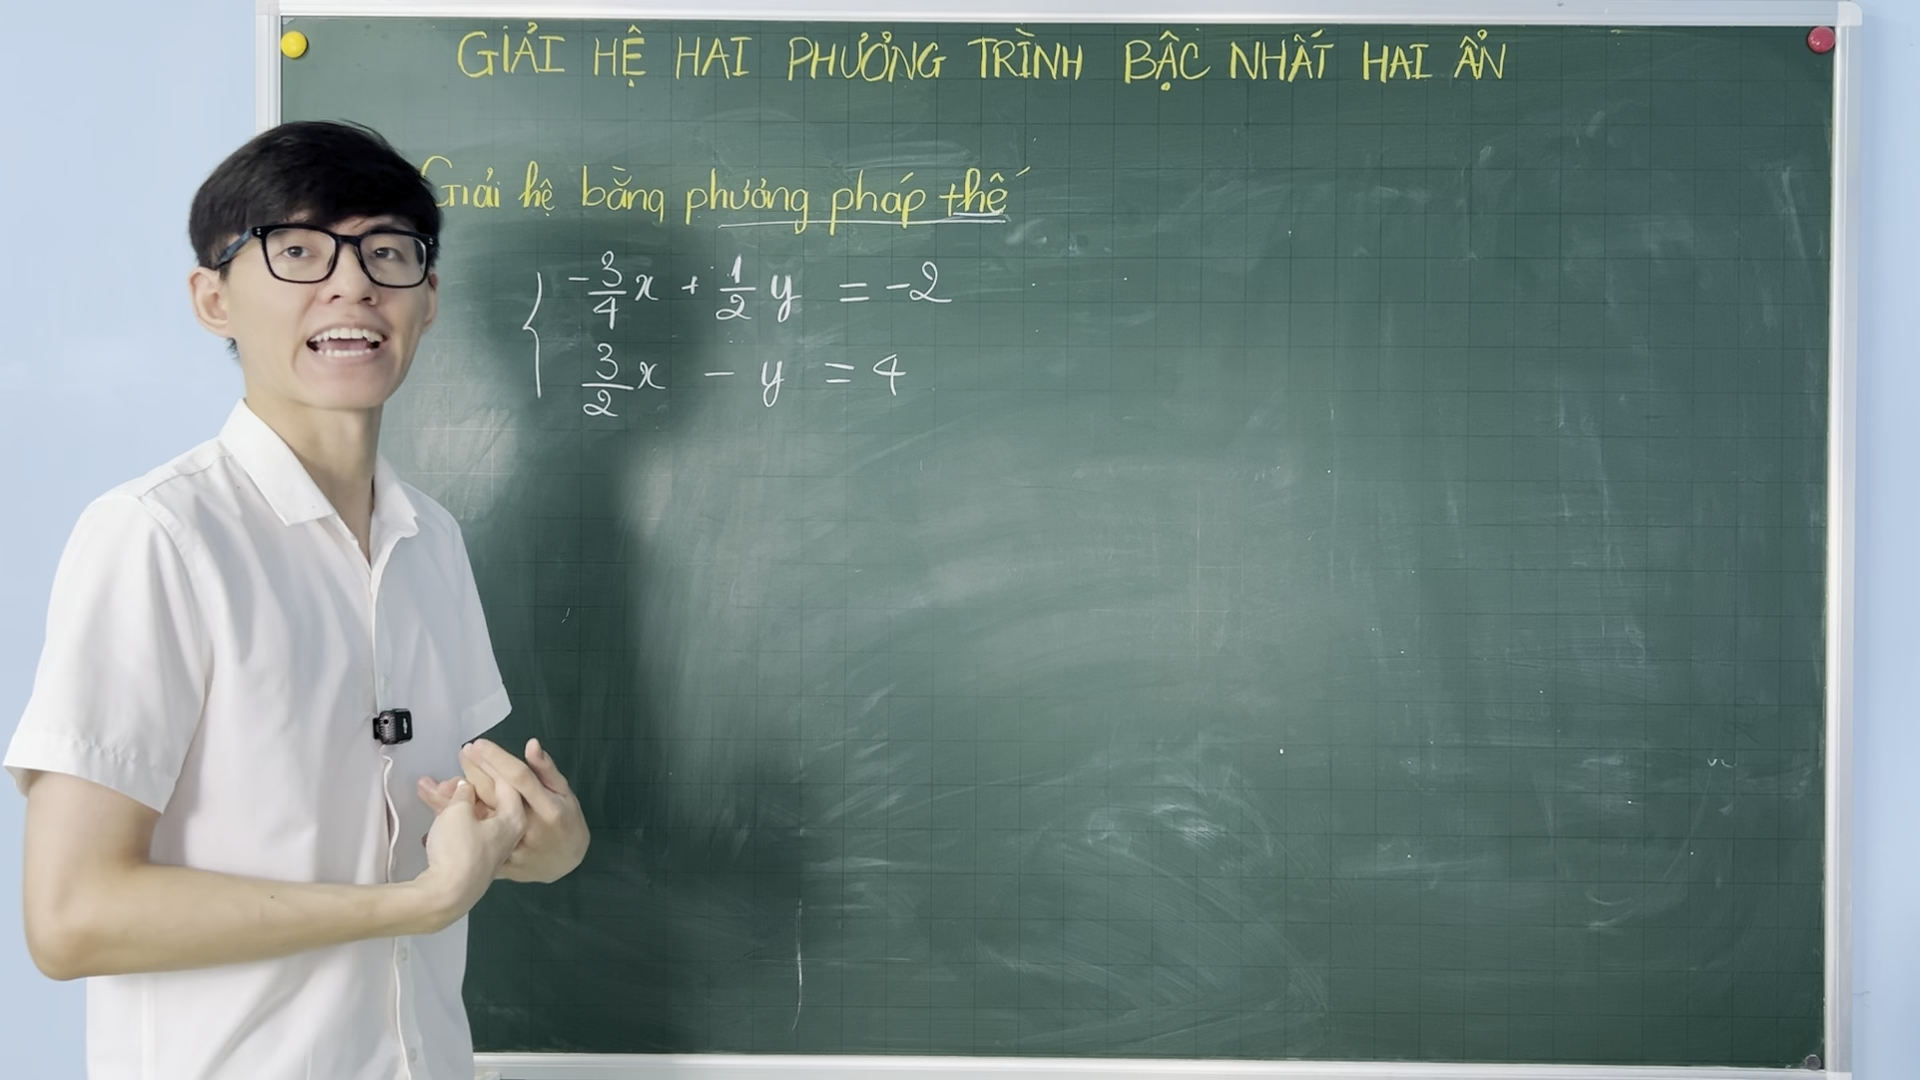 GIẢI HỆ HAI PHƯƠNG TRÌNH BẬC NHẤT HAI ẨN
Giải hệ bằng phương pháp thế
-3/4 x + 1/2 y = -2
3/2 x - y = 4